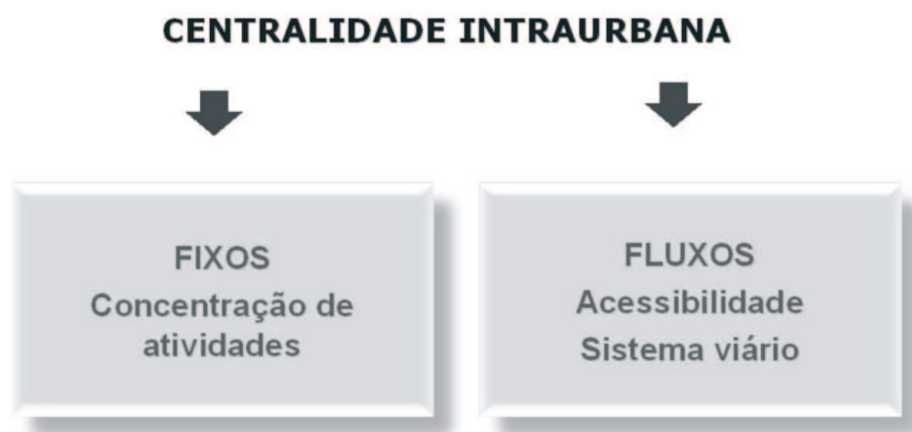 CENTRALIDADE INTRAURBANA
FIXOS
Concentração de
atividades
FLUXOS
Acessibilidade
Sistema viário